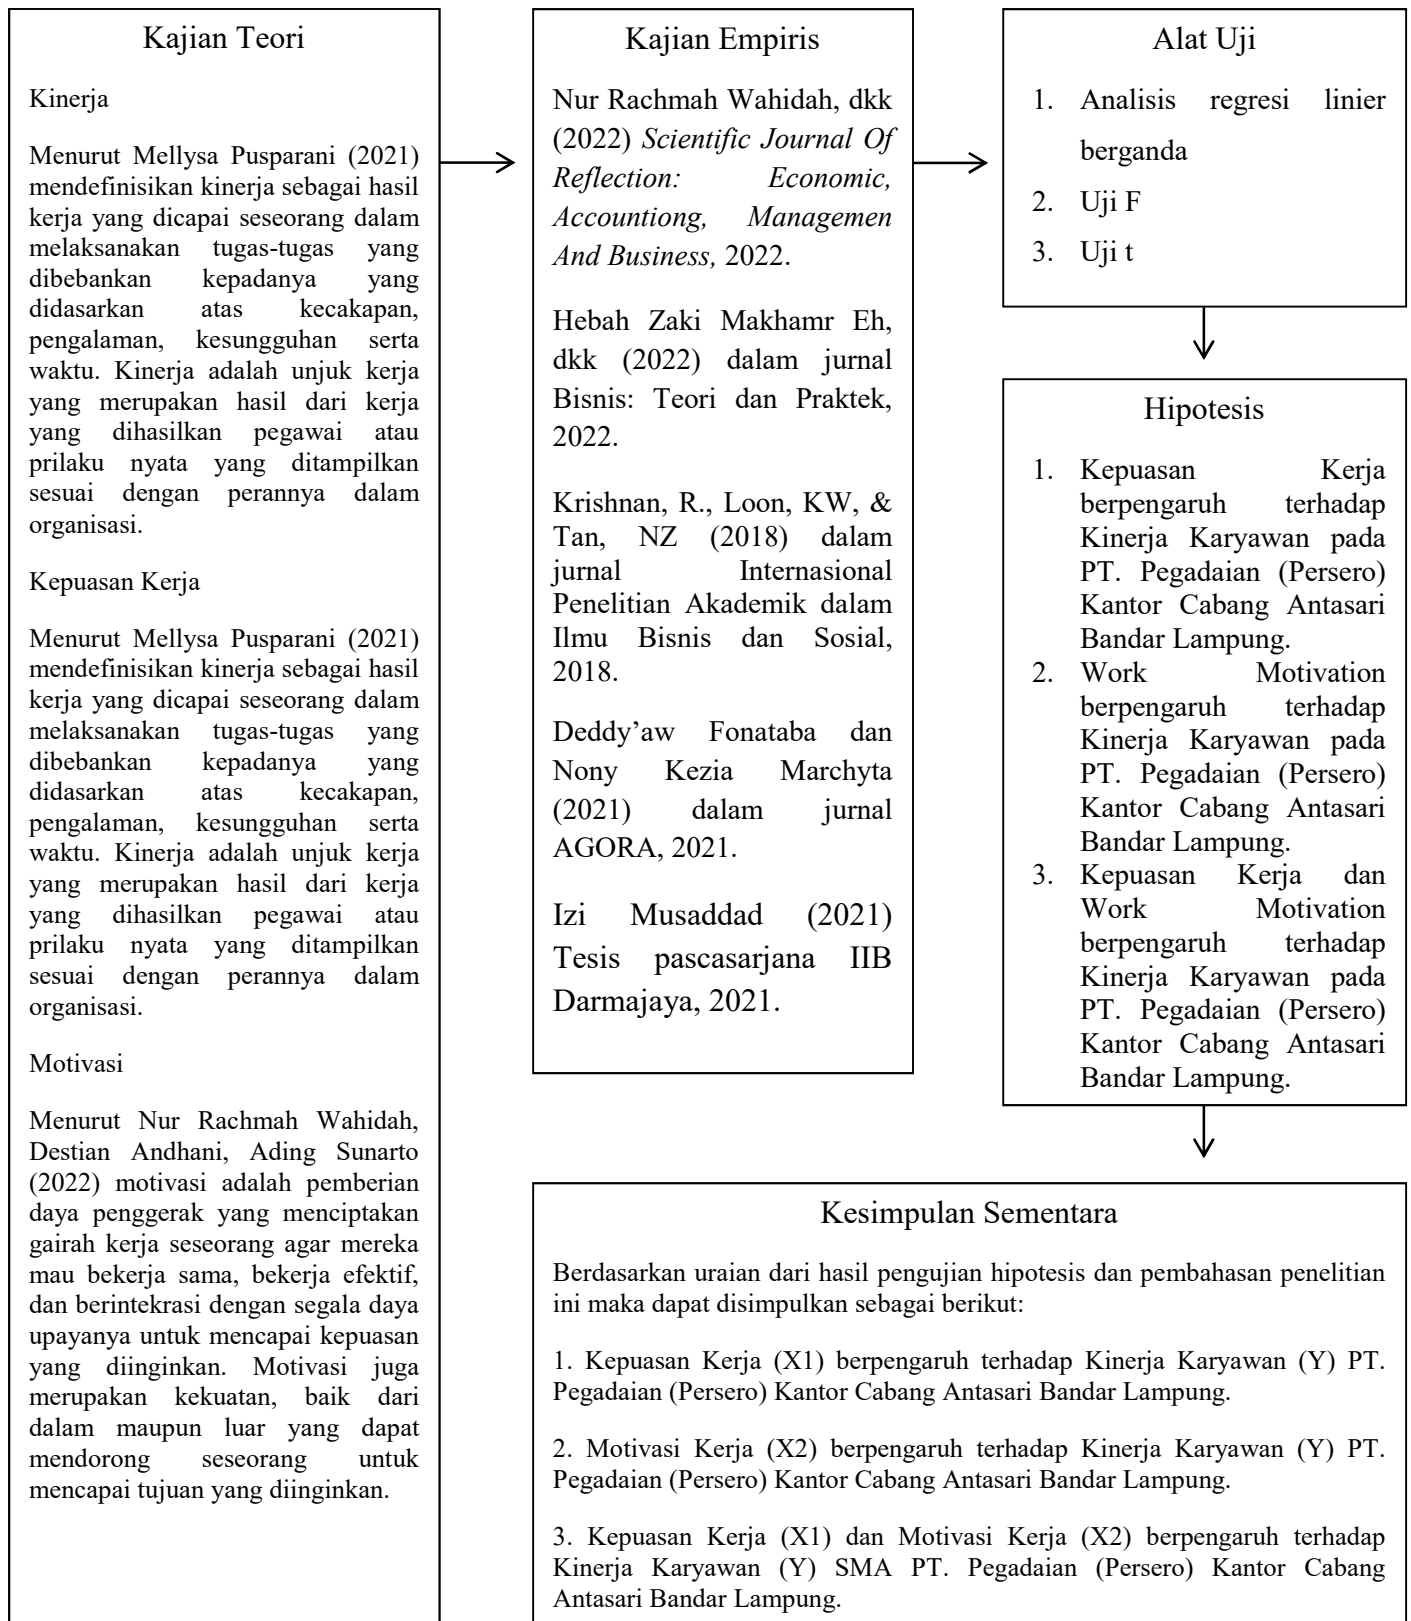 Kajian Teori
Kinerja
Menurut Mellysa Pusparani (2021)
mendefinisikan kinerja sebagai hasil
kerja yang dicapai seseorang dalam
melaksanakan tugas-tugas yang
dibebankan kepadanya yang
didasarkan atas kecakapan,
pengalaman, kesungguhan serta
waktu. Kinerja adalah unjuk kerja
yang merupakan hasil dari kerja
yang dihasilkan pegawai atau
prilaku nyata yang ditampilkan
sesuai dengan perannya dalam
organisasi.
Kepuasan Kerja
Menurut Mellysa Pusparani (2021)
mendefinisikan kinerja sebagai hasil
kerja yang dicapai seseorang dalam
melaksanakan tugas-tugas yang
dibebankan kepadanya yang
didasarkan atas kecakapan,
pengalaman, kesungguhan serta
waktu. Kinerja adalah unjuk kerja
yang merupakan hasil dari kerja
yang dihasilkan pegawai atau
prilaku nyata yang ditampilkan
sesuai dengan perannya dalam
organisasi.
Motivasi
Menurut Nur Rachmah Wahidah,
Destian Andhani, Ading Sunarto
(2022) motivasi adalah pemberian
daya penggerak yang menciptakan
gairah kerja seseorang agar mereka
mau bekerja sama, bekerja efektif,
dan berintekrasi dengan segala daya
upayanya untuk mencapai kepuasan
yang diinginkan. Motivasi juga
merupakan kekuatan, baik dari
dalam maupun luar yang dapat
mendorong seseorang untuk
mencapai tujuan yang diinginkan.
Kajian Empiris
Nur Rachmah Wahidah, dkk
(2022) Scientific Journal Of
Reflection: Economic,
Accountiong, Managemen
And Business, 2022.
Hebah Zaki Makhamr Eh,
dkk (2022) dalam jurnal
Bisnis: Teori dan Praktek,
2022.
Krishnan, R., Loon, KW, &
Tan, NZ (2018) dalam
jurnal Internasional
Penelitian Akademik dalam
Ilmu Bisnis dan Sosial,
2018.
Deddy’aw Fonataba dan
Nony Kezia Marchyta
(2021) dalam jurnal
AGORA, 2021.
Izi Musaddad (2021)
Tesis pascasarjana IIB
Darmajaya, 2021.
Alat Uji
1. Analisis regresi linier
berganda
2. Uji F
3. Uji t
Hipotesis
1. Kepuasan Kerja
berpengaruh terhadap
Kinerja Karyawan pada
PT. Pegadaian (Persero)
Kantor Cabang Antasari
Bandar Lampung.
2. Work Motivation
berpengaruh terhadap
Kinerja Karyawan pada
PT. Pegadaian (Persero)
Kantor Cabang Antasari
Bandar Lampung.
3. Kepuasan Kerja dan
Work Motivation
berpengaruh terhadap
Kinerja Karyawan pada
PT. Pegadaian (Persero)
Kantor Cabang Antasari
Bandar Lampung.
Kesimpulan Sementara
Berdasarkan uraian dari hasil pengujian hipotesis dan pembahasan penelitian
ini maka dapat disimpulkan sebagai berikut:
1. Kepuasan Kerja (X1) berpengaruh terhadap Kinerja Karyawan (Y) PT.
Pegadaian (Persero) Kantor Cabang Antasari Bandar Lampung.
2. Motivasi Kerja (X2) berpengaruh terhadap Kinerja Karyawan (Y) PT.
Pegadaian (Persero) Kantor Cabang Antasari Bandar Lampung.
3. Kepuasan Kerja (X1) dan Motivasi Kerja (X2) berpengaruh terhadap
Kinerja Karyawan (Y) SMA PT. Pegadaian (Persero) Kantor Cabang
Antasari Bandar Lampung.